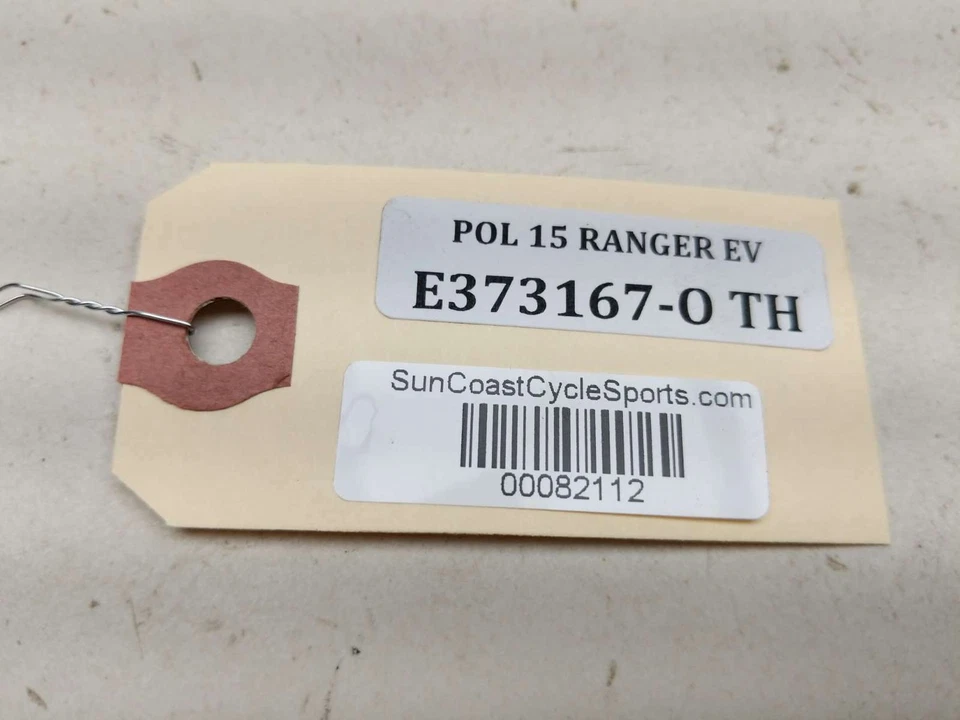 POL 15 RANGER EV
E373167-O TH
SunCoastCycleSports.com
00082112